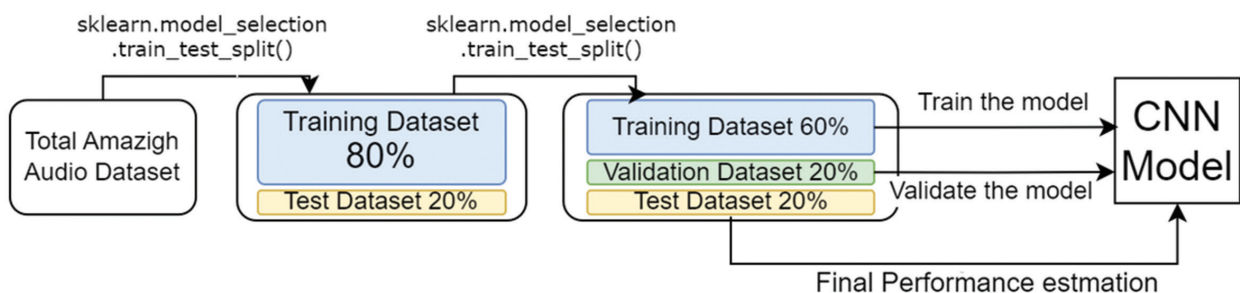 sklearn.model_selection
.train_test_split()
sklearn.model_selection
.train_test_split()
Total Amazigh
Audio Dataset
Training Dataset
80%
Test Dataset 20%
Training Dataset 60%
Validation Dataset 20%
Test Dataset 20%
Train the model
Validate the model
CNN
Model
Final Performance estmation